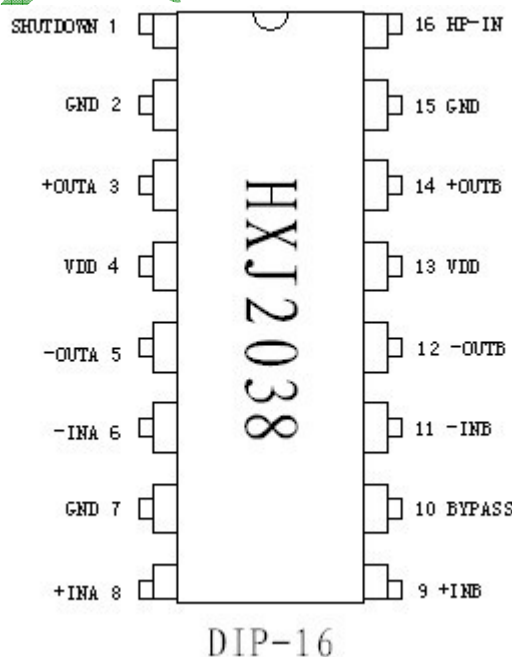 SHUTDOWN 1
16 HP-IN
GND 2
15 GND
+OUTA 3
14 +OUTB
VDD 4
13 VDD
-OUTA 5
12 -OUTB
-INA 6
11 -INB
GND 7
10 BYPASS
+INA 8
9 +INB
HXJ2038
DIP-16